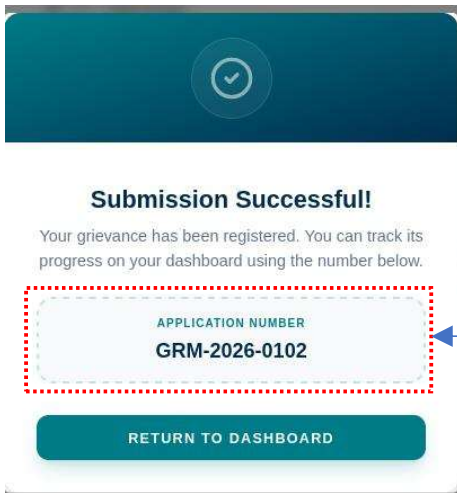 Submission Successful!
Your grievance has been registered. You can track its
progress on your dashboard using the number below.
APPLICATION NUMBER
GRM-2026-0102
RETURN TO DASHBOARD